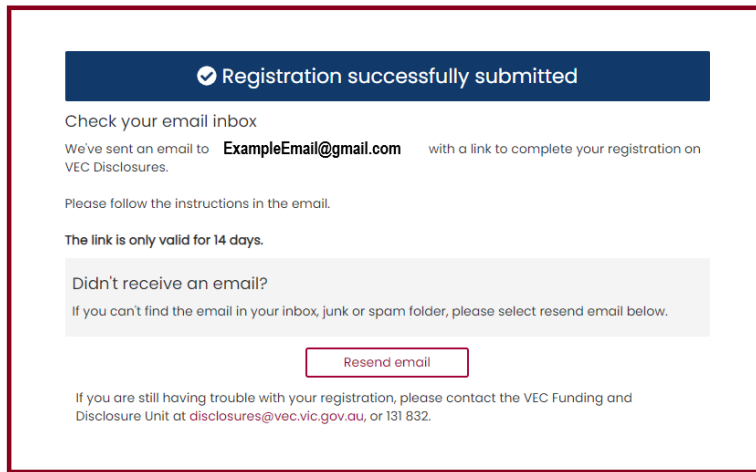 Registration successfully submitted
Check your email inbox
We've sent an email to ExampleEmail@gmail.com with a link to complete your registration on
VEC Disclosures.
Please follow the instructions in the email.
The link is only valid for 14 days.
Didn't receive an email?
If you can't find the email in your inbox, junk or spam folder, please select resend email below.
Resend email
If you are still having trouble with your registration, please contact the VEC Funding and
Disclosure Unit at disclosures@vec.vic.gov.au, or 131 832.